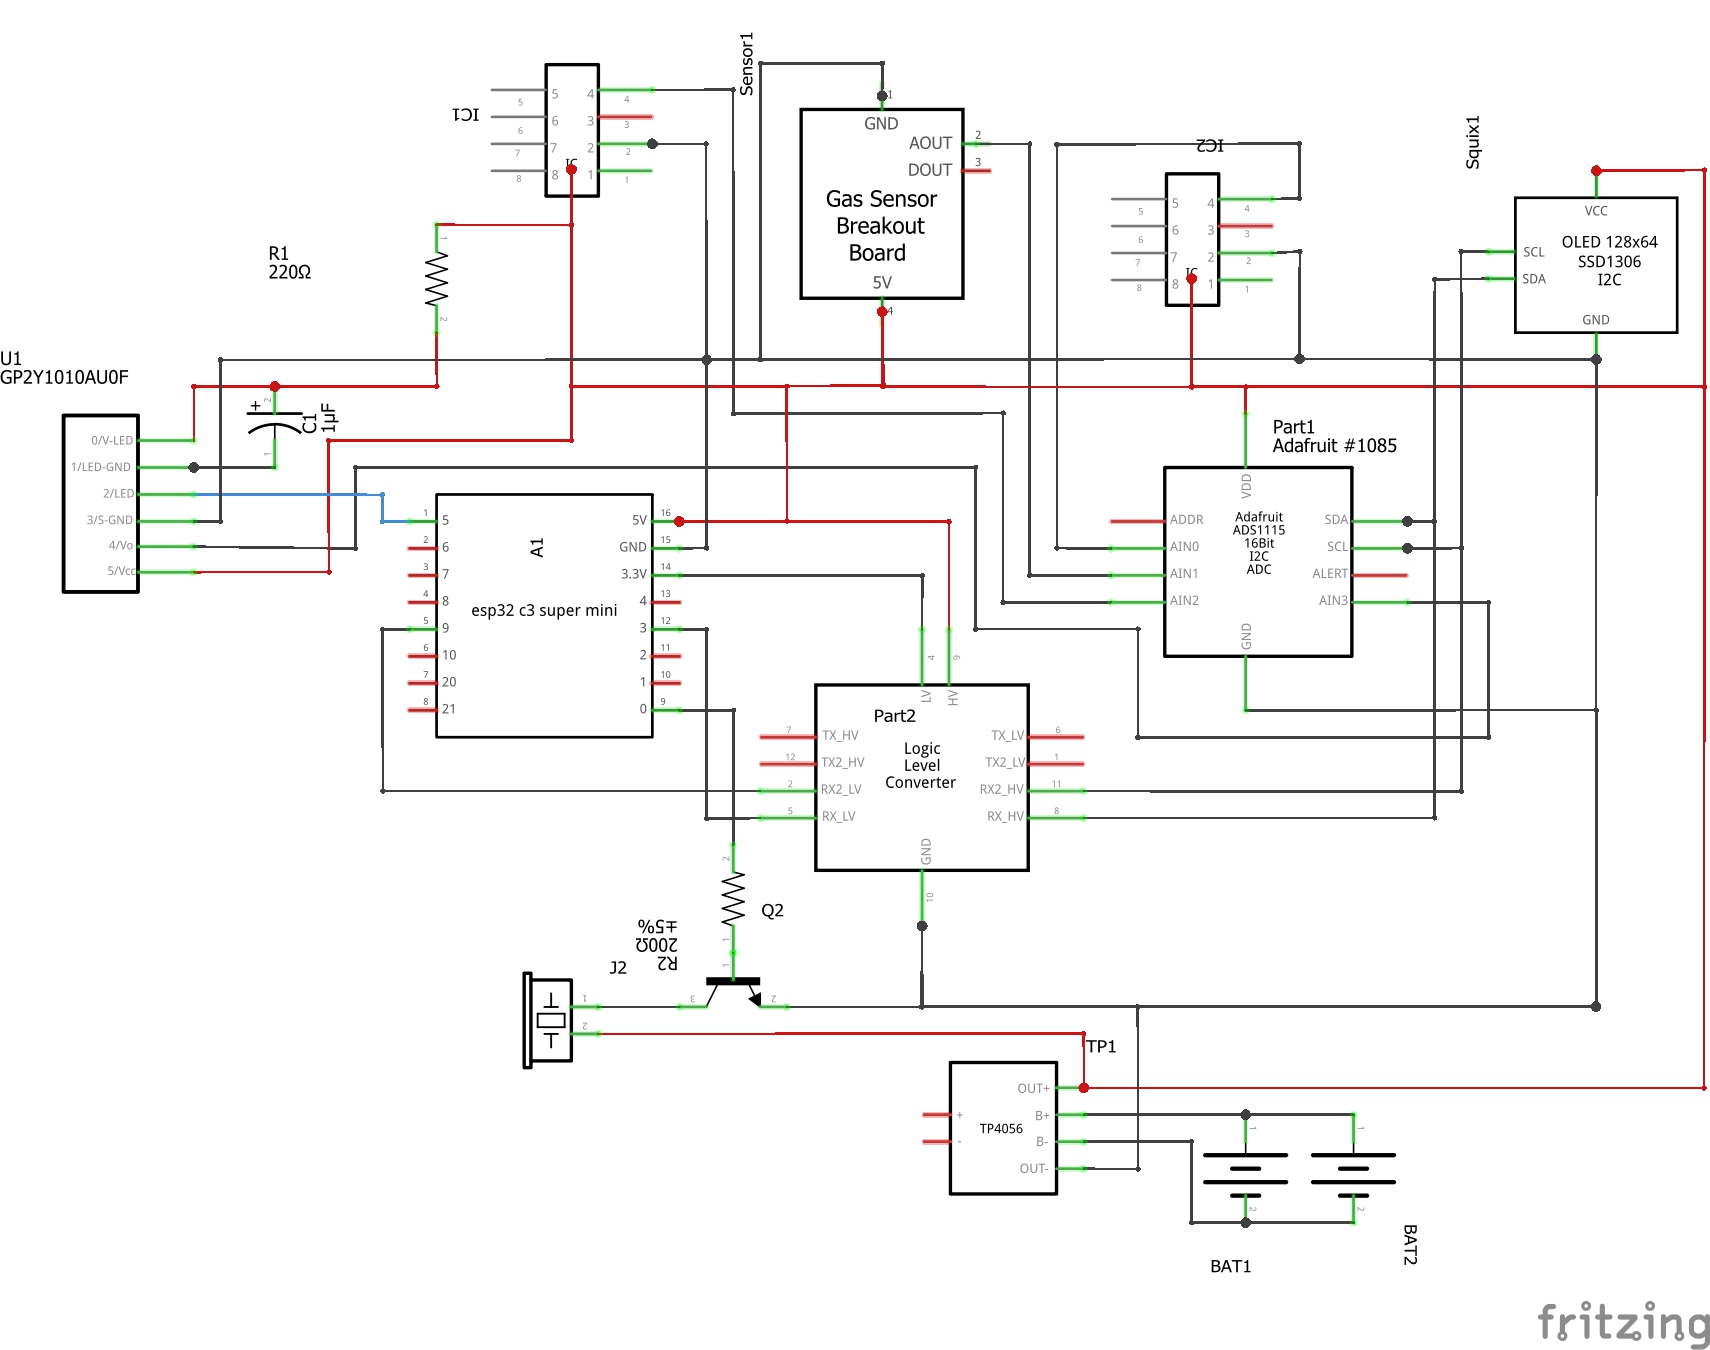 IC1
5
6
7
8
4
3
2
1
5
6
7
8
4
3
2
1
IC
Sensor1
1
GND
AOUT
2
DOUT
3
Gas Sensor
Breakout
Board
5V
4
IC2
5
6
7
8
4
3
2
1
5
6
7
8
4
3
2
1
IC
Squix1
VCC
SCL
SDA
OLED 128x64
SSD1306
I2C
GND
R1
220Ω
1
2
U1
GP2Y1010AU0F
0/V-LED
1/LED-GND
2/LED
3/S-GND
4/Vo
5/Vcc
+
2
1
C1
1µF
A1
esp32 c3 super mini
1
5
2
6
3
7
4
8
5
9
6
10
7
20
8
21
5V
16
GND
15
3.3V
14
4
13
3
12
2
11
1
10
0
9
Part1
Adafruit #1085
VDD
ADDR
AIN0
AIN1
AIN2
Adafruit
ADS1115
16Bit
I2C
ADC
SDA
SCL
ALERT
AIN3
GND
4
9
LV
HV
Part2
Logic
Level
Converter
7
TX_HV
12
TX2_HV
2
RX2_LV
5
RX_LV
TX_LV
6
TX2_LV
1
RX2_HV
11
RX_HV
8
GND
10
2
1
Q2
R2
200Ω
±5%
1
3
2
J2
1
2
TP1
TP4056
+
-
OUT+
B+
B-
OUT-
1
2
1
2
BAT1
BAT2
fritzing